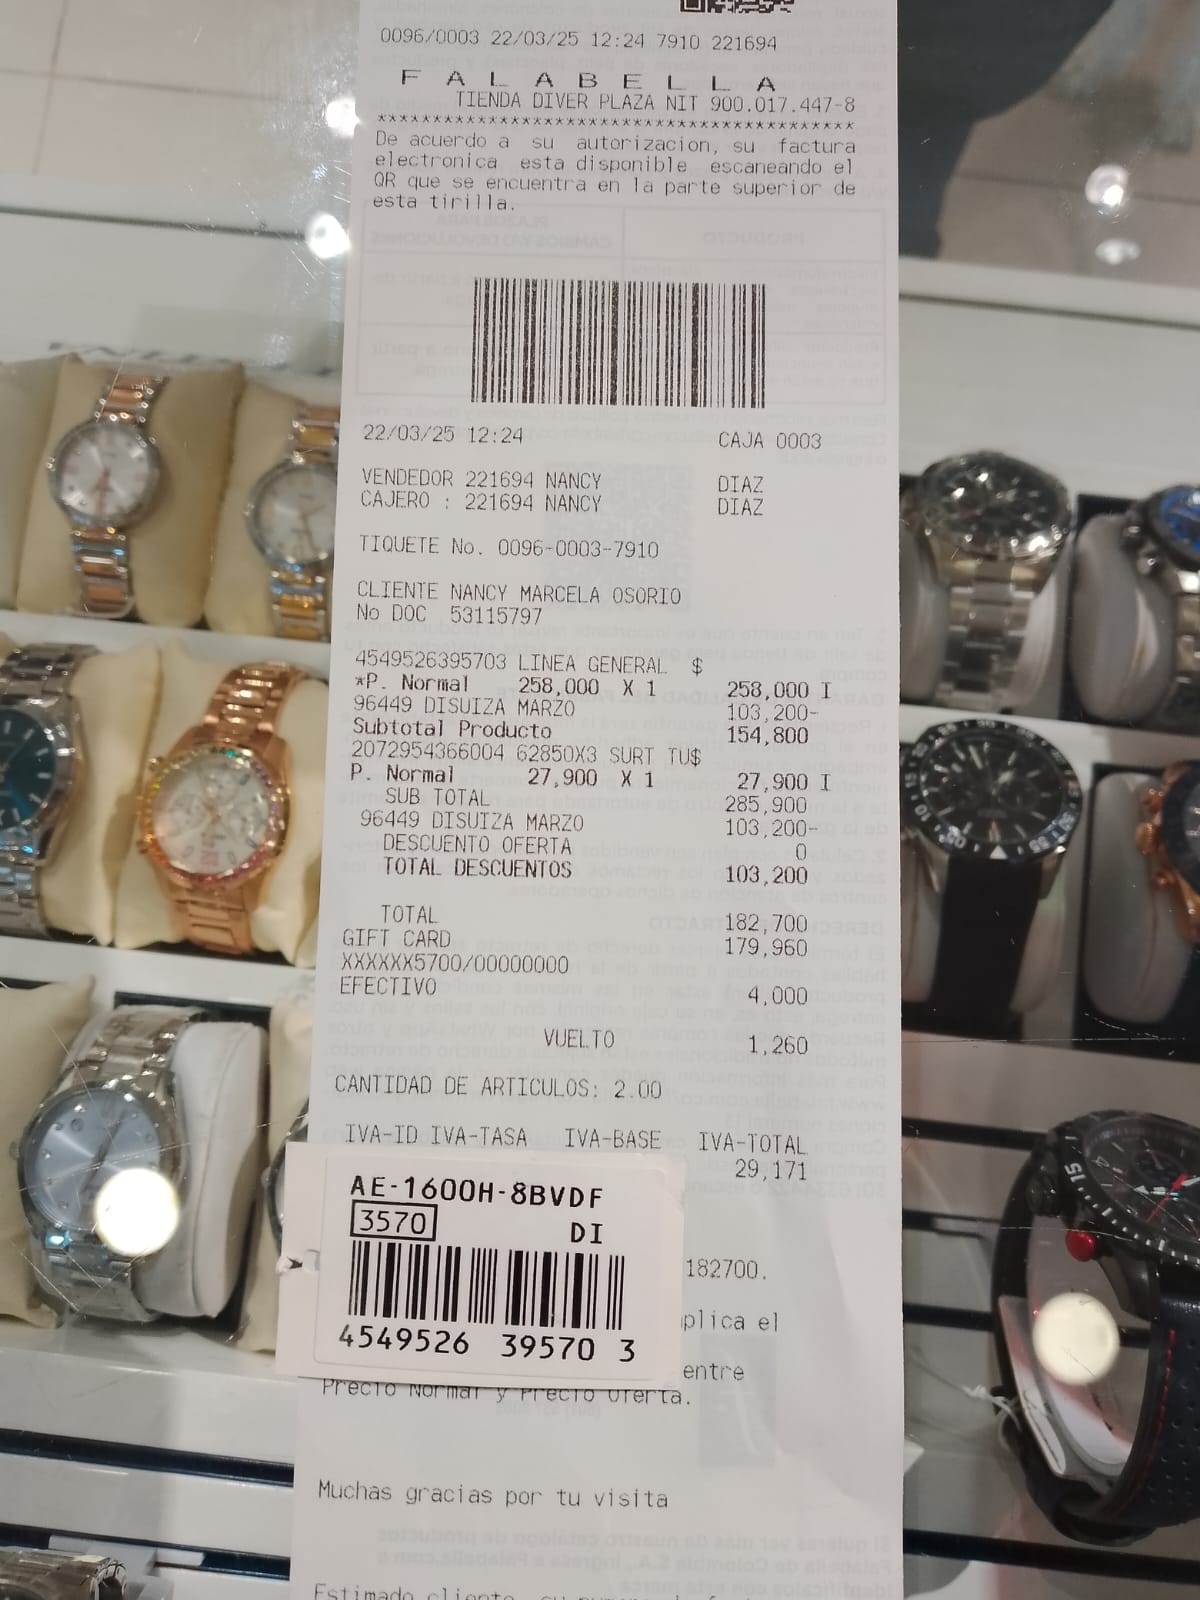 0096/0003 22/03/25 12:24 7910 221694
F A L A B E L L A
TIENDA DIVER PLAZA NIT 900.017.447-8
*******************************************
De acuerdo a su autorizacion, su factura
electronica esta disponible escaneando el
QR que se encuentra en la parte superior de
esta tirilla.
22/03/25 12:24 CAJA 0003
VENDEDOR 221694 NANCY DIAZ
CAJERO : 221694 NANCY DIAZ
TIQUETE No. 0096-0003-7910
CLIENTE NANCY MARCELA OSORIO
No DOC 53115797
4549526395703 LINEA GENERAL $
*P. Normal 258,000 X 1 258,000 I
96449 DISUIZA MARZO 103,200-
Subtotal Producto 154,800
2072954366004 62850X3 SURT TU$
P. Normal 27,900 X 1 27,900 I
SUB TOTAL 285,900
96449 DISUIZA MARZO 103,200-
DESCUENTO OFERTA 0
TOTAL DESCUENTOS 103,200
TOTAL 182,700
GIFT CARD 179,960
XXXXXX5700/00000000
EFECTIVO 4,000
VUELTO 1,260
CANTIDAD DE ARTICULOS: 2.00
IVA-ID IVA-TASA IVA-BASE IVA-TOTAL
29,171
AE-1600H-8BVDF
3570 DI
4549526 39570 3
182700.
plica el
entre
Precio Normal y Precio Oferta.
Muchas gracias por tu visita
Estimado cliente, su numero de